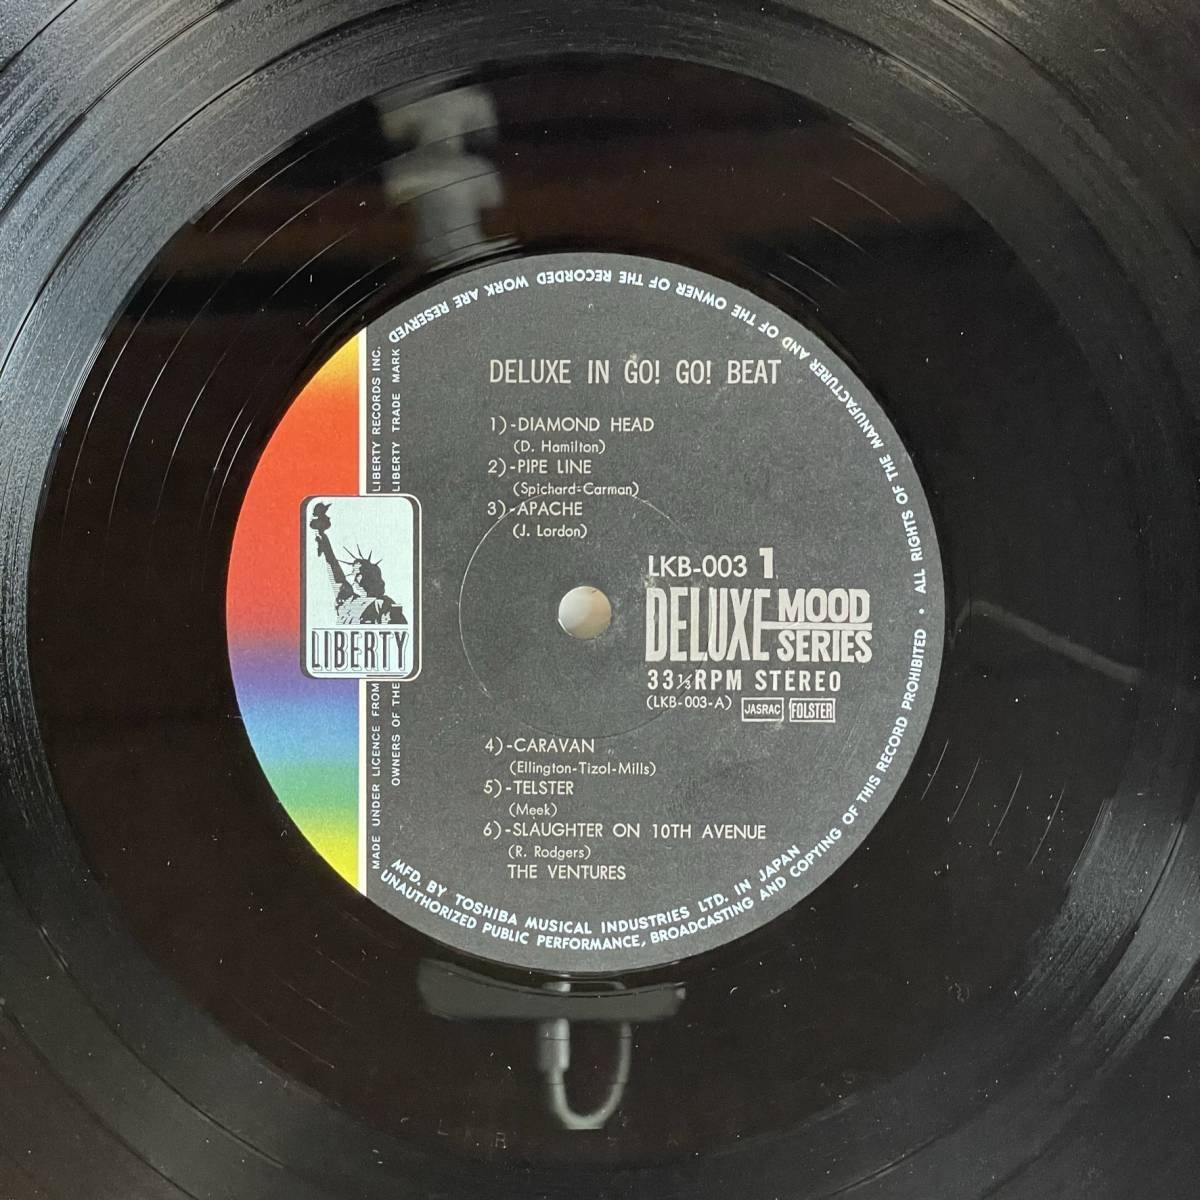 DELUXE IN GO! GO! BEAT
1)-DIAMOND HEAD
(D. Hamilton)
2)-PIPE LINE
(Spichard=Carman)
3)-APACHE
(J. Lordon)
LKB-003 1
DELUXE MOOD SERIES
33⅓RPM STEREO
(LKB-003-A) JASRAC FOLSTER
4)-CARAVAN
(Ellington-Tizol-Mills)
5)-TELSTER
(Meek)
6)-SLAUGHTER ON 10TH AVENUE
(R. Rodgers)
THE VENTURES
LIBERTY
MADE UNDER LICENCE FROM LIBERTY RECORDS INC.
OWNERS OF THE LIBERTY TRADE MARK
MFD. BY TOSHIBA MUSICAL INDUSTRIES LTD. IN JAPAN
UNAUTHORIZED PUBLIC PERFORMANCE, BROADCASTING AND COPYING OF THIS RECORD PROHIBITED • ALL RIGHTS OF THE MANUFACTURER AND OF THE OWNER OF THE RECORDED WORK ARE RESERVED